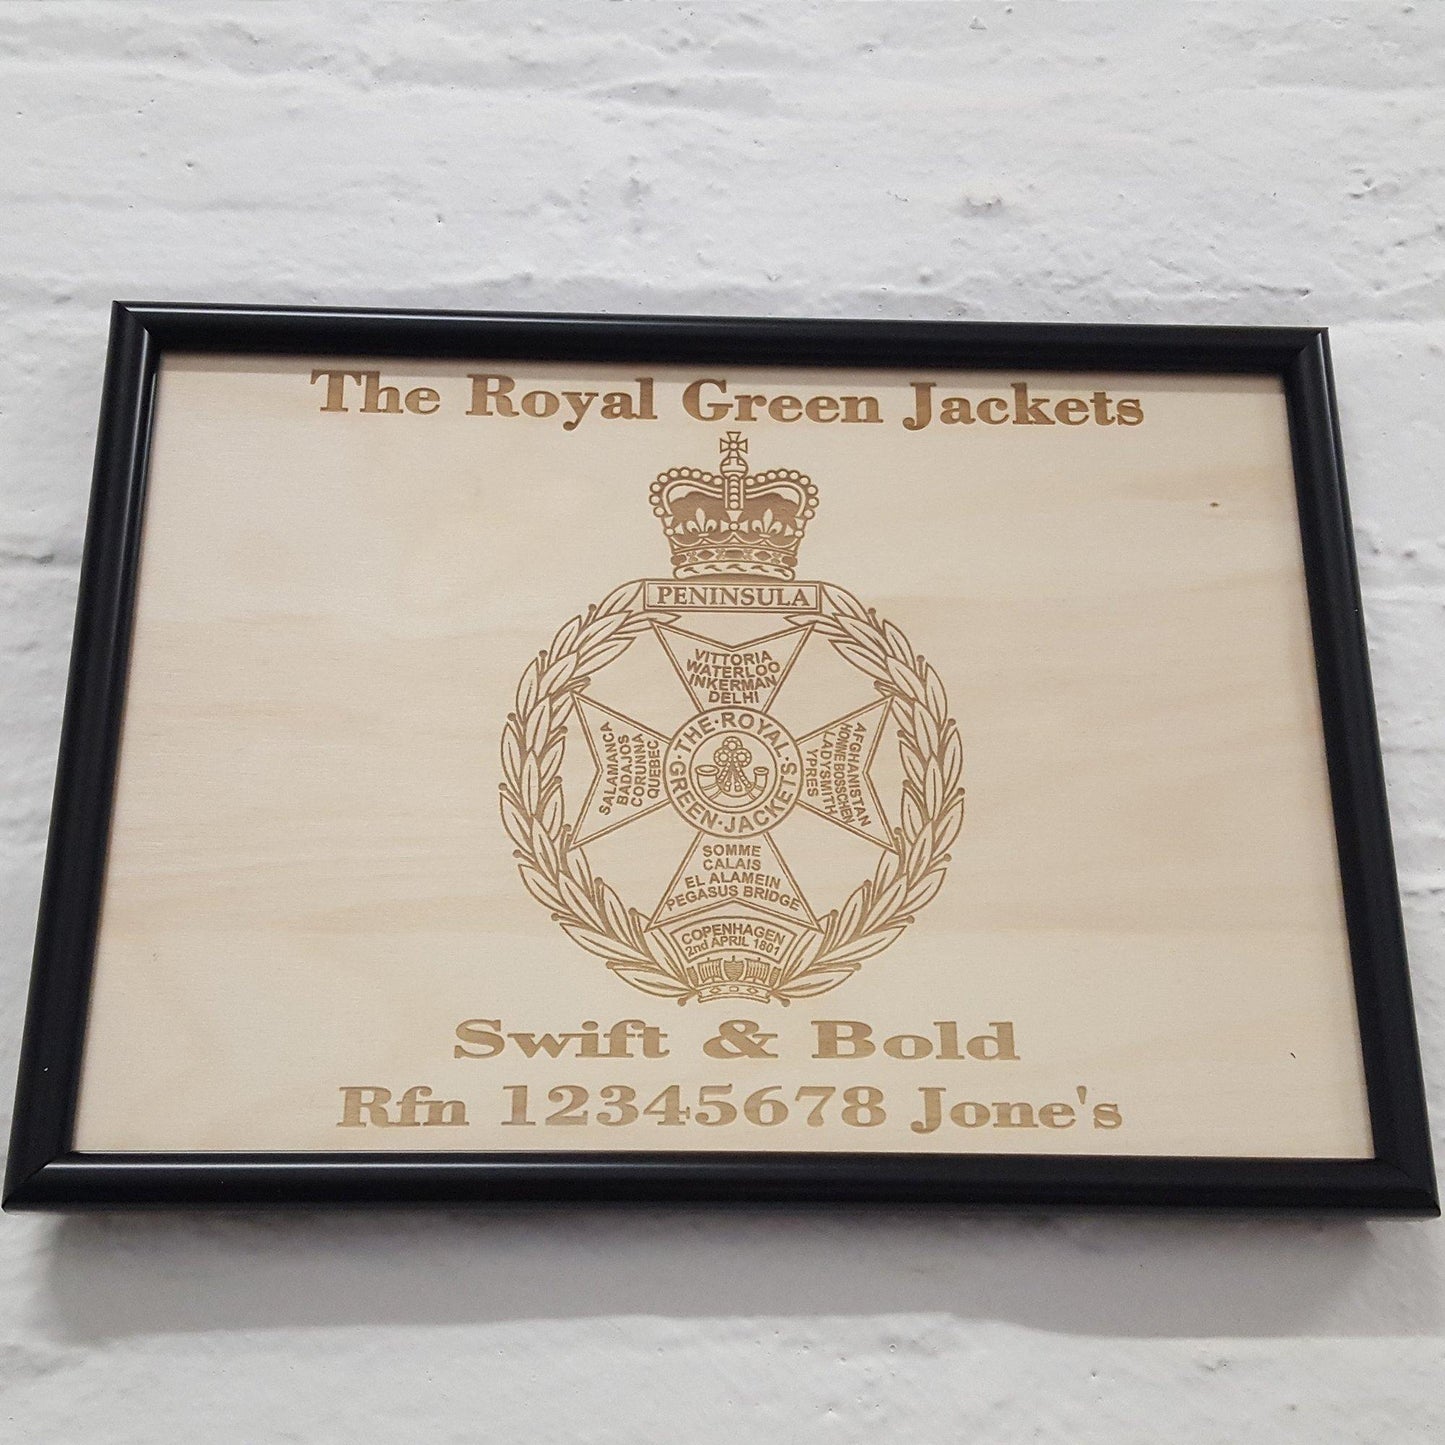 The Royal Green Jackets
PENINSULA
VITTORIA
WATERLOO
INKERMAN
DELHI
SALAMANCA
BADAJOS
CORUNNA
QUEBEC
THE·ROYAL·
GREEN·JACKETS·
AFGHANISTAN
NONNE BOSSCHEN
LADYSMITH
YPRES
SOMME
CALAIS
EL ALAMEIN
PEGASUS BRIDGE
COPENHAGEN
2nd APRIL 1801
Swift & Bold
Rfn 12345678 Jone's